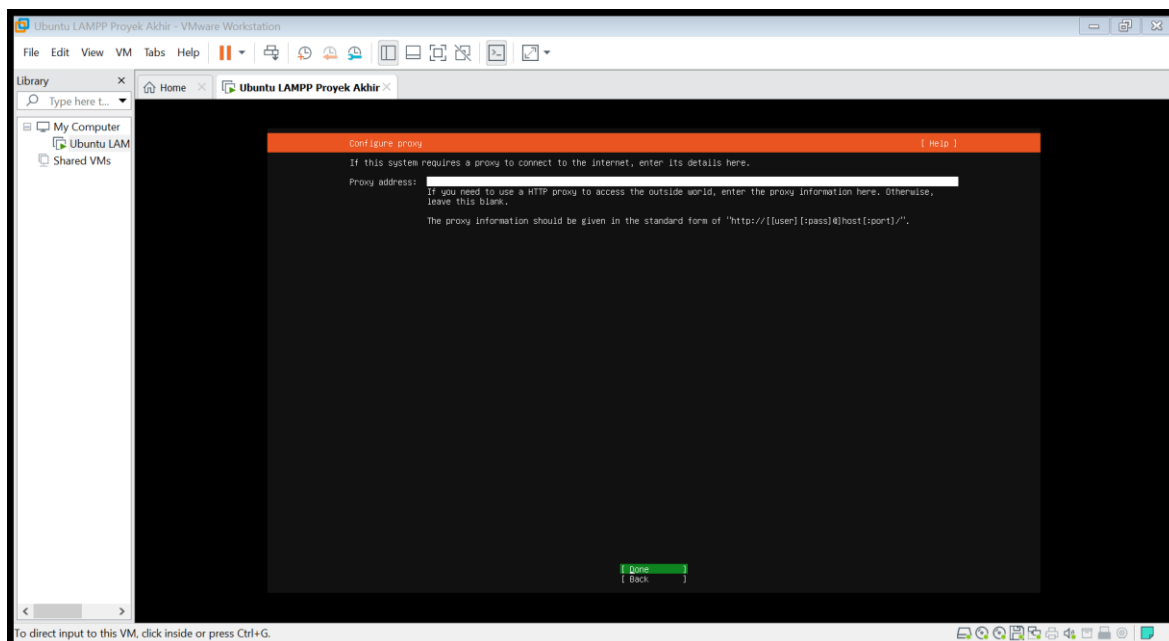 Ubuntu LAMPP Proyek Akhir - VMware Workstation
File Edit View VM Tabs Help
Library
Home
Ubuntu LAMPP Proyek Akhir
Type here t...
My Computer
Ubuntu LAM
Shared VMs
Configure proxy [ Help ]
If this system requires a proxy to connect to the internet, enter its details here.
Proxy address:
If you need to use a HTTP proxy to access the outside world, enter the proxy information here. Otherwise,
leave this blank.
The proxy information should be given in the standard form of "http://[[user][:pass]@]host[:port]/".
[ Done ]
[ Back ]
To direct input to this VM, click inside or press Ctrl+G.